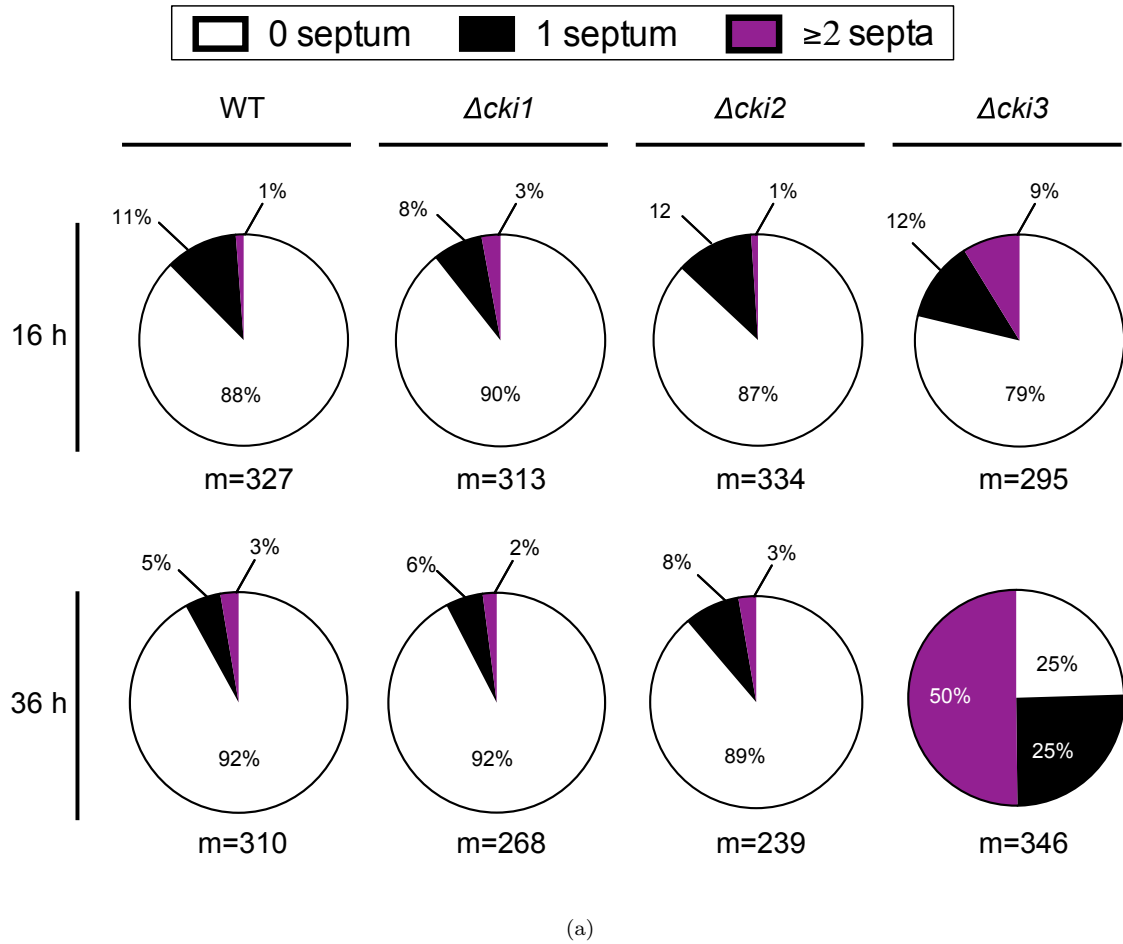 0 septum 1 septum ≥2 septa
WT Δcki1 Δcki2 Δcki3
16 h
11% 1% 8% 3% 12 1% 12% 9%
88% 90% 87% 79%
m=327 m=313 m=334 m=295
36 h
5% 3% 6% 2% 8% 3%
92% 92% 89% 50% 25% 25%
m=310 m=268 m=239 m=346
(a)